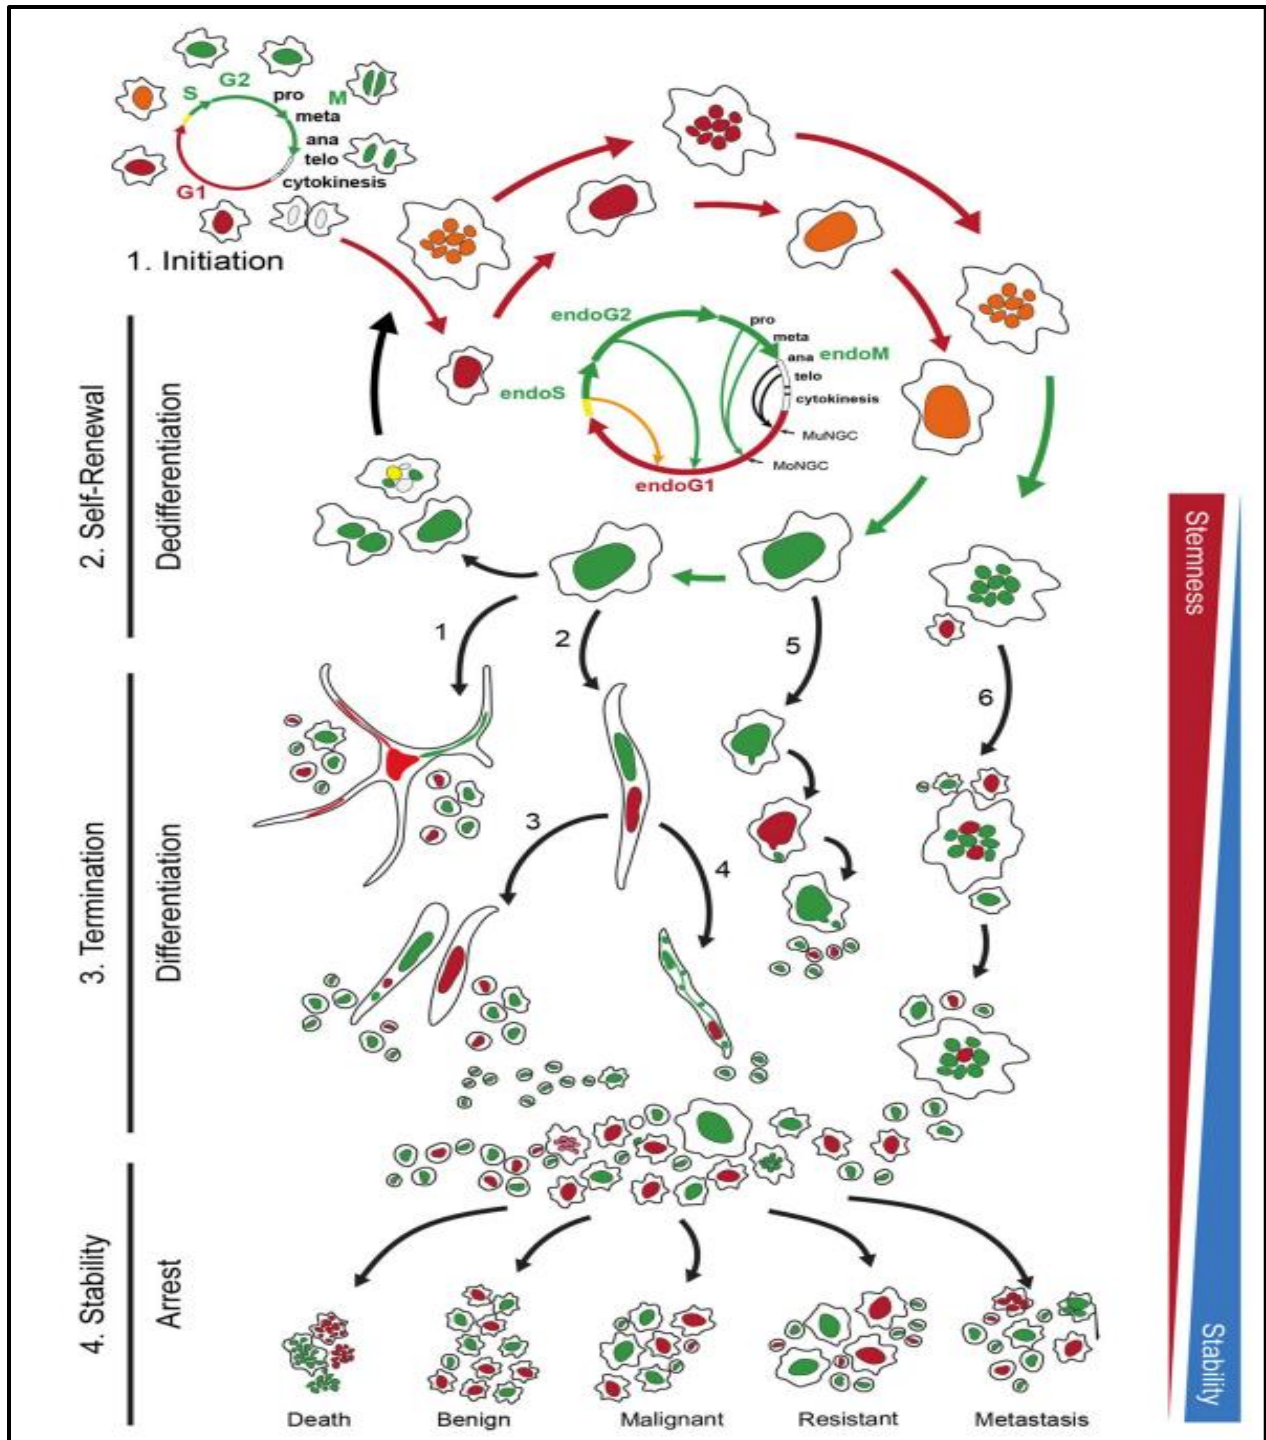 S
G2
pro
M
meta
ana
telo
G1
cytokinesis
1. Initiation
2. Self-Renewal
Dedifferentiation
endoG2
pro
meta
ana
endoM
telo
endoS
cytokinesis
MuNGC
MoNGC
endoG1
Stemness
1
2
5
6
3. Termination
Differentiation
3
4
4. Stability
Arrest
Stability
Death
Benign
Malignant
Resistant
Metastasis